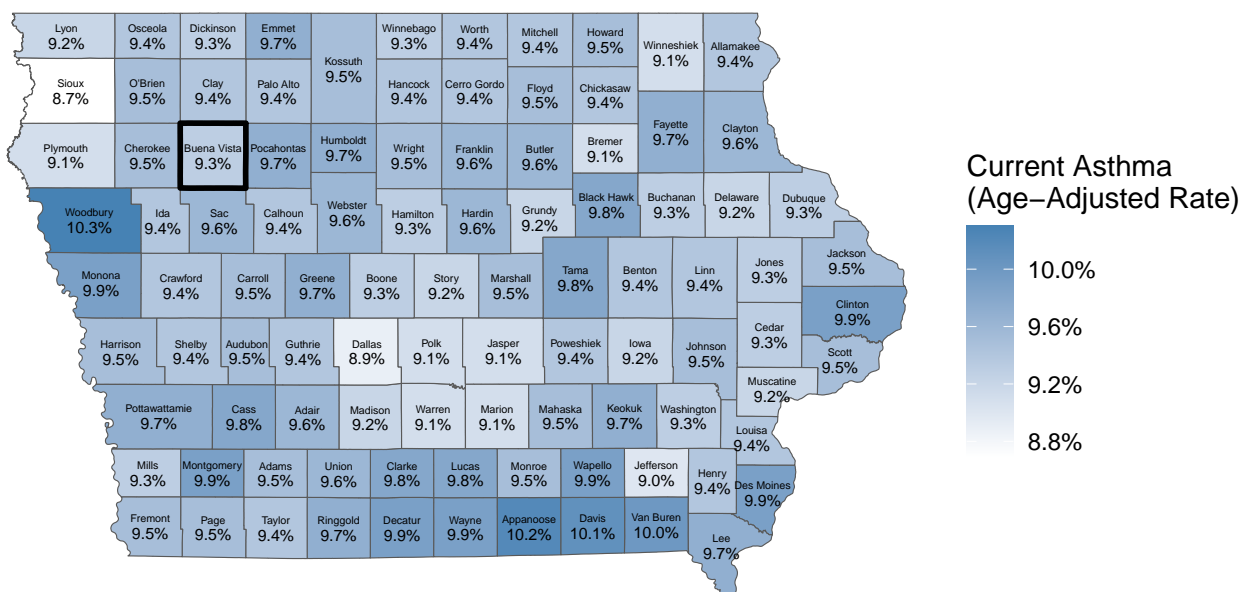 Lyon
9.2%
Osceola
9.4%
Dickinson
9.3%
Emmet
9.7%
Kossuth
9.5%
Winnebago
9.3%
Worth
9.4%
Mitchell
9.4%
Howard
9.5%
Winneshiek
9.1%
Allamakee
9.4%
Sioux
8.7%
O'Brien
9.5%
Clay
9.4%
Palo Alto
9.4%
Hancock
9.4%
Cerro Gordo
9.4%
Floyd
9.5%
Chickasaw
9.4%
Fayette
9.7%
Clayton
9.6%
Plymouth
9.1%
Cherokee
9.5%
Buena Vista
9.3%
Pocahontas
9.7%
Humboldt
9.7%
Wright
9.5%
Franklin
9.6%
Butler
9.6%
Bremer
9.1%
Woodbury
10.3%
Ida
9.4%
Sac
9.6%
Calhoun
9.4%
Webster
9.6%
Hamilton
9.3%
Hardin
9.6%
Grundy
9.2%
Black Hawk
9.8%
Buchanan
9.3%
Delaware
9.2%
Dubuque
9.3%
Monona
9.9%
Crawford
9.4%
Carroll
9.5%
Greene
9.7%
Boone
9.3%
Story
9.2%
Marshall
9.5%
Tama
9.8%
Benton
9.4%
Linn
9.4%
Jones
9.3%
Jackson
9.5%
Clinton
9.9%
Harrison
9.5%
Shelby
9.4%
Audubon
9.5%
Guthrie
9.4%
Dallas
8.9%
Polk
9.1%
Jasper
9.1%
Poweshiek
9.4%
Iowa
9.2%
Johnson
9.5%
Cedar
9.3%
Scott
9.5%
Muscatine
9.2%
Pottawattamie
9.7%
Cass
9.8%
Adair
9.6%
Madison
9.2%
Warren
9.1%
Marion
9.1%
Mahaska
9.5%
Keokuk
9.7%
Washington
9.3%
Louisa
9.4%
Mills
9.3%
Montgomery
9.9%
Adams
9.5%
Union
9.6%
Clarke
9.8%
Lucas
9.8%
Monroe
9.5%
Wapello
9.9%
Jefferson
9.0%
Henry
9.4%
Des Moines
9.9%
Fremont
9.5%
Page
9.5%
Taylor
9.4%
Ringgold
9.7%
Decatur
9.9%
Wayne
9.9%
Appanoose
10.2%
Davis
10.1%
Van Buren
10.0%
Lee
9.7%
Current Asthma
(Age−Adjusted Rate)
10.0%
9.6%
9.2%
8.8%